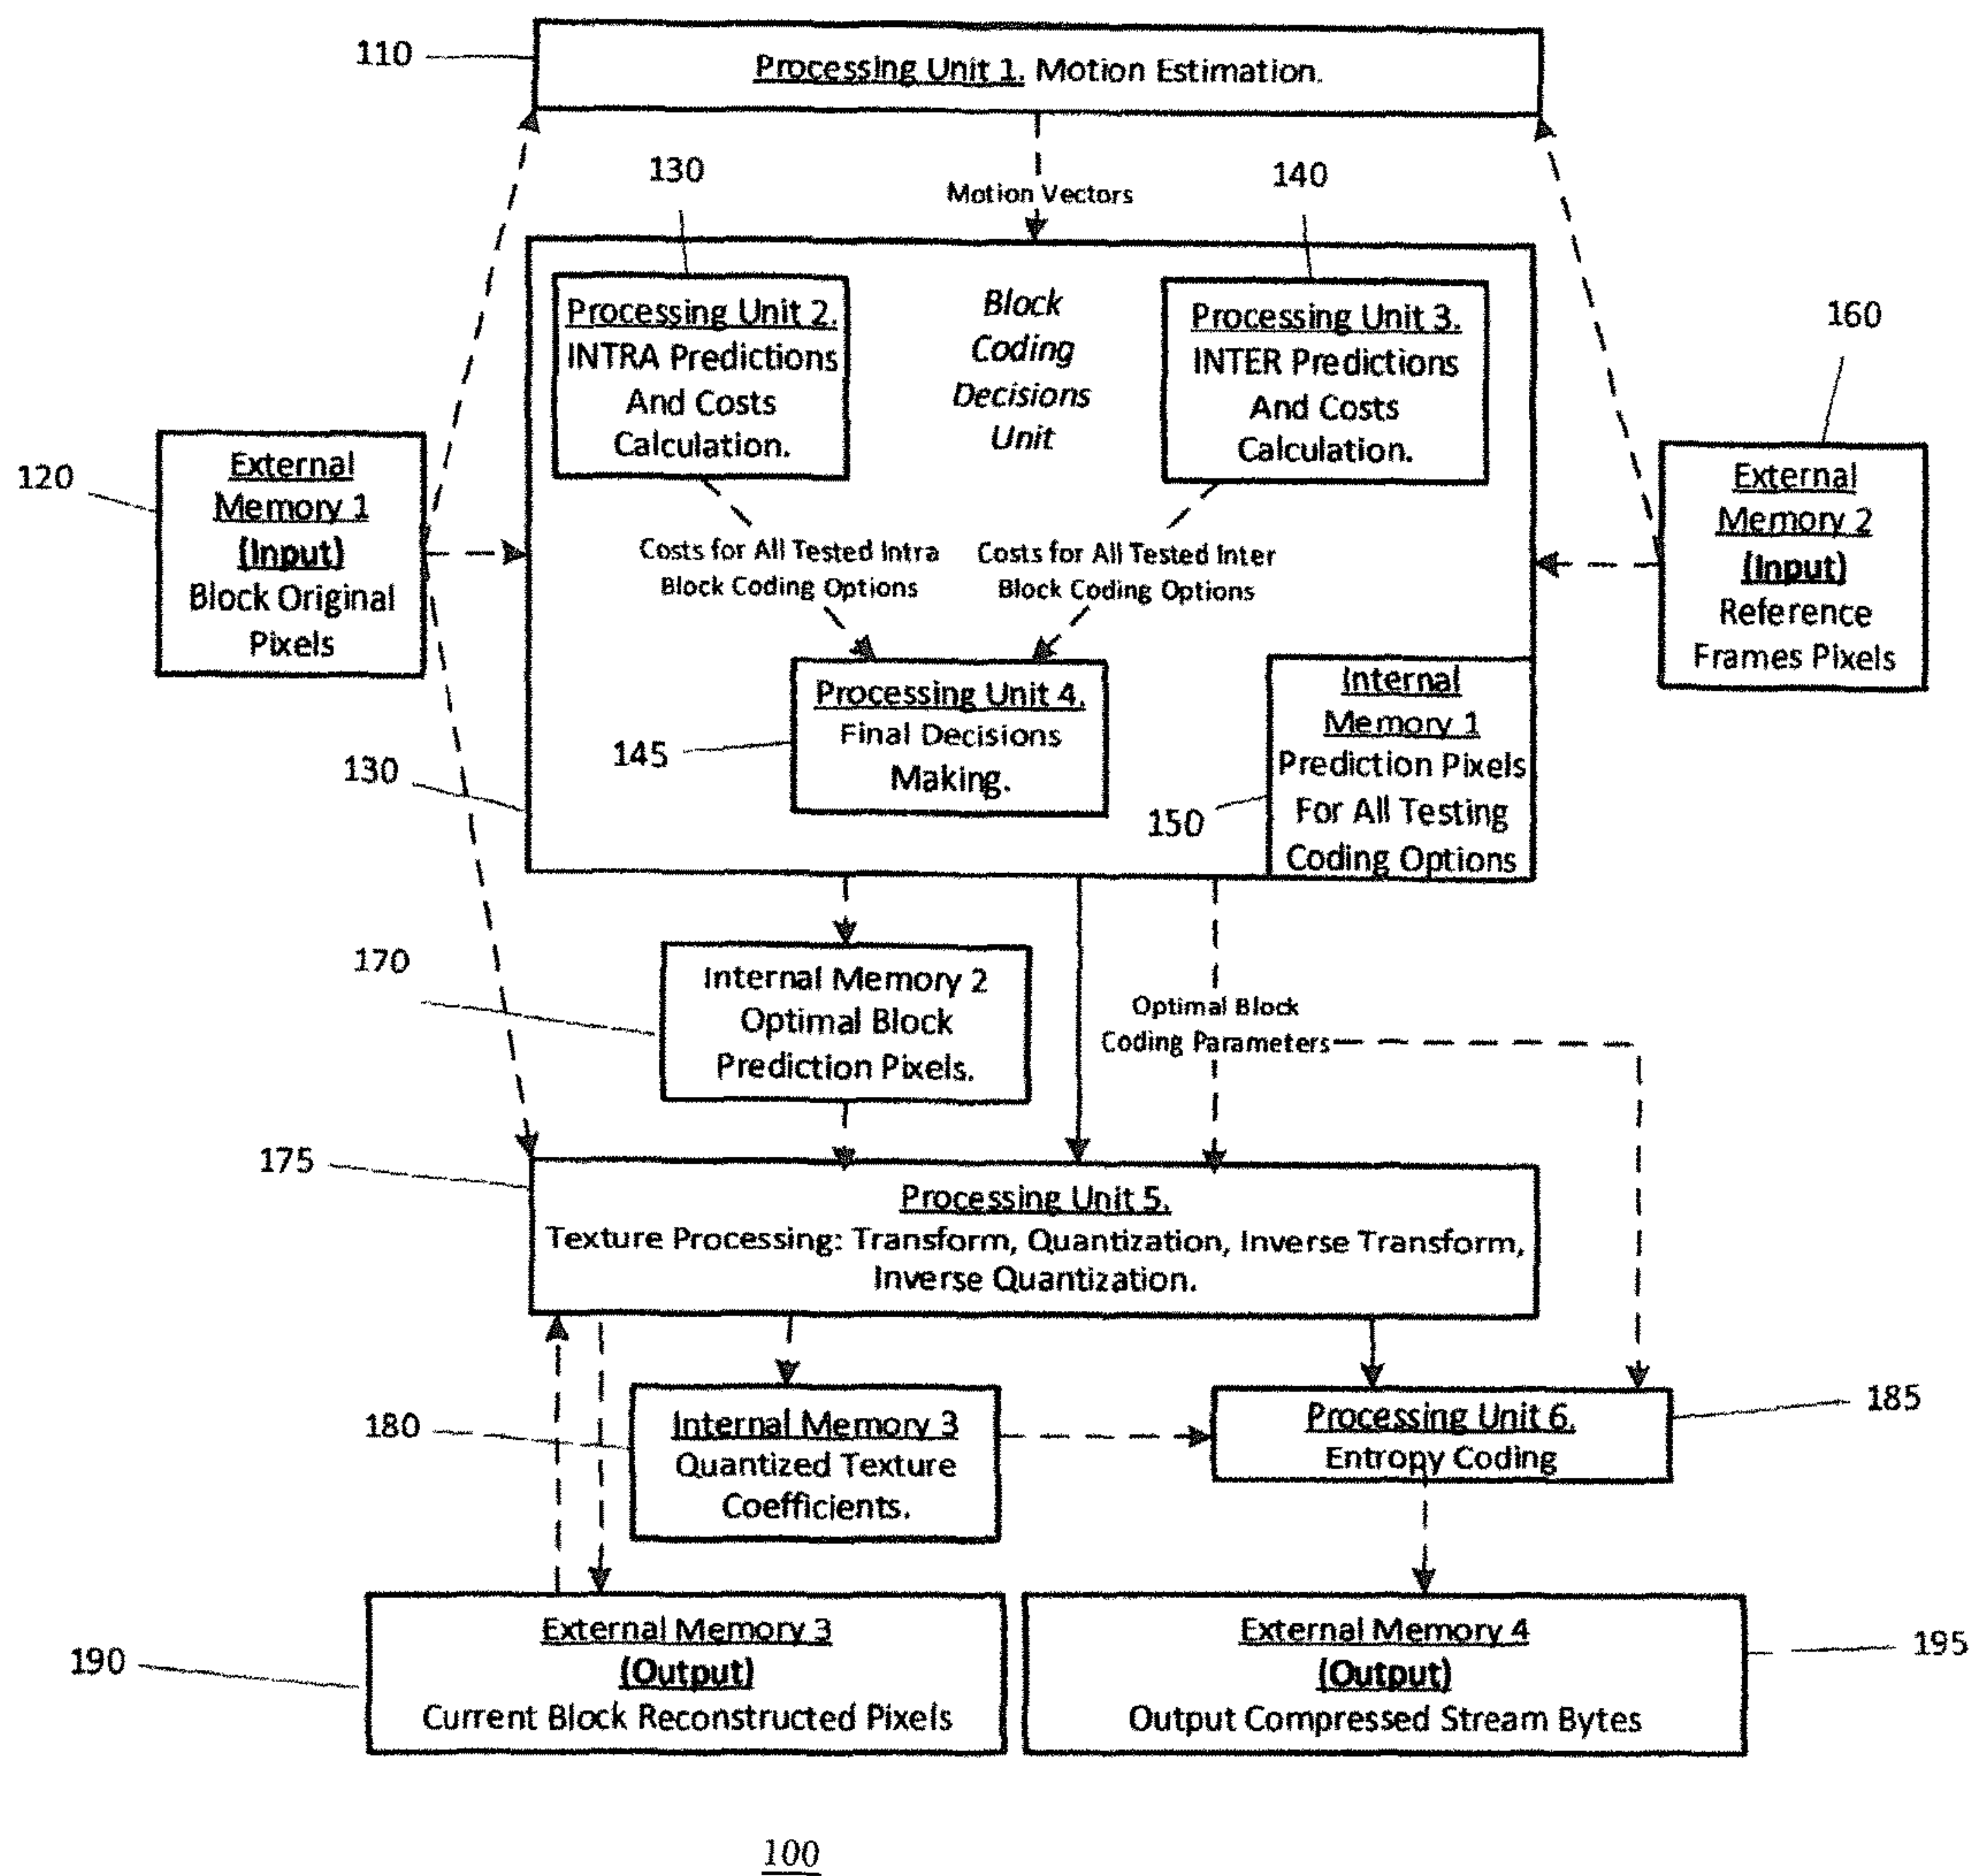 110
Processing Unit 1. Motion Estimation.
130
Motion Vectors
140
Processing Unit 2.
INTRA Predictions
And Costs
Calculation.
Block
Coding
Decisions
Unit
Processing Unit 3.
INTER Predictions
And Costs
Calculation.
160
120
External
Memory 1
(Input)
Block Original
Pixels
External
Memory 2
(Input)
Reference
Frames Pixels
Costs for All Tested Intra
Block Coding Options
Costs for All Tested Inter
Block Coding Options
Processing Unit 4.
Final Decisions
Making.
145
130
Internal
Memory 1
Prediction Pixels
For All Testing
Coding Options
150
170
Internal Memory 2
Optimal Block
Prediction Pixels.
Optimal Block
Coding Parameters
175
Processing Unit 5.
Texture Processing: Transform, Quantization, Inverse Transform,
Inverse Quantization.
180
Internal Memory 3
Quantized Texture
Coefficients.
Processing Unit 6.
Entropy Coding
185
190
External Memory 3
(Output)
Current Block Reconstructed Pixels
External Memory 4
(Output)
Output Compressed Stream Bytes
195
100